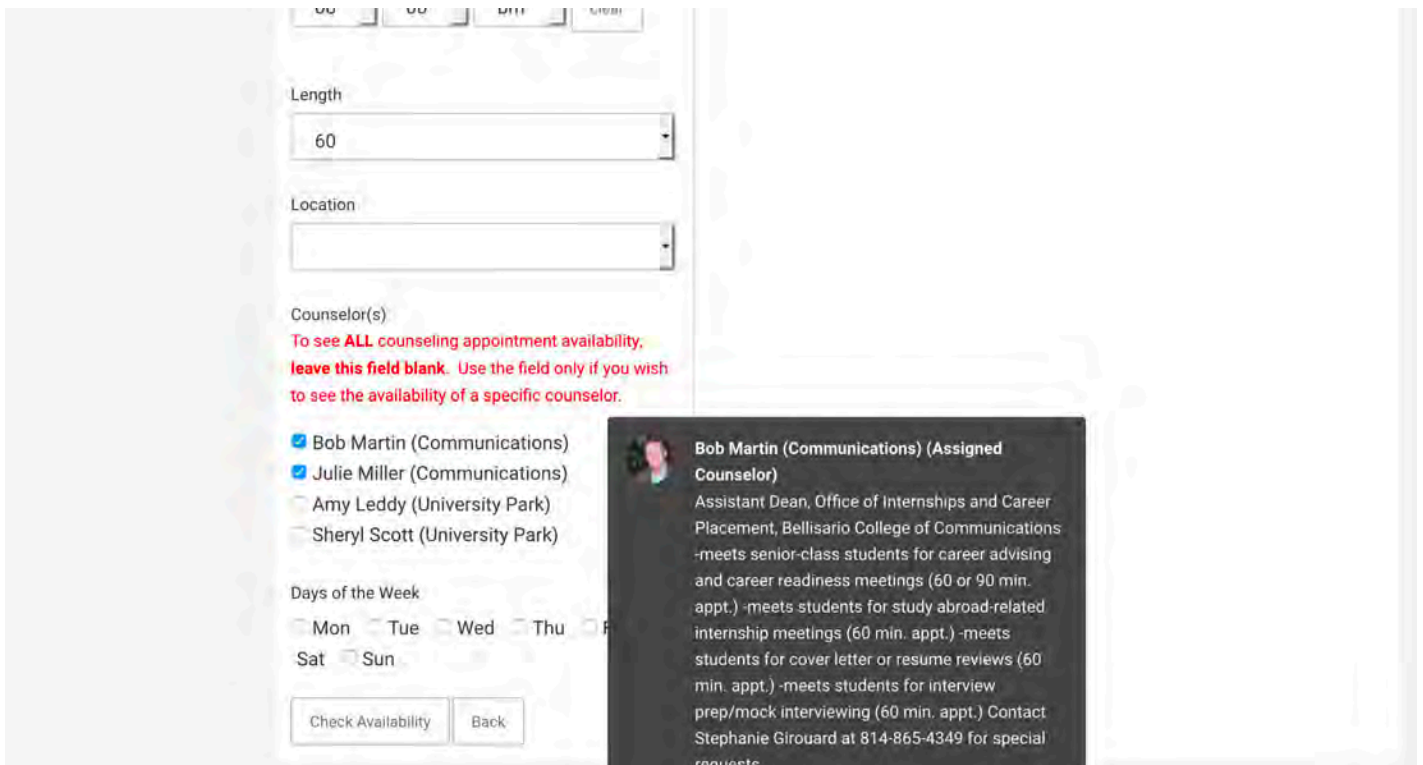 Length
60
Location
Counselor(s)
To see ALL counseling appointment availability,
leave this field blank. Use the field only if you wish
to see the availability of a specific counselor.
Bob Martin (Communications)
Julie Miller (Communications)
Amy Leddy (University Park)
Sheryl Scott (University Park)
Days of the Week
Mon Tue Wed Thu
Sat Sun
Check Availability Back
Bob Martin (Communications) (Assigned
Counselor)
Assistant Dean, Office of Internships and Career
Placement, Bellisario College of Communications
-meets senior-class students for career advising
and career readiness meetings (60 or 90 min.
appt.) -meets students for study abroad-related
internship meetings (60 min. appt.) -meets
students for cover letter or resume reviews (60
min. appt.) -meets students for interview
prep/mock interviewing (60 min. appt.) Contact
Stephanie Girouard at 814-865-4349 for special
requests